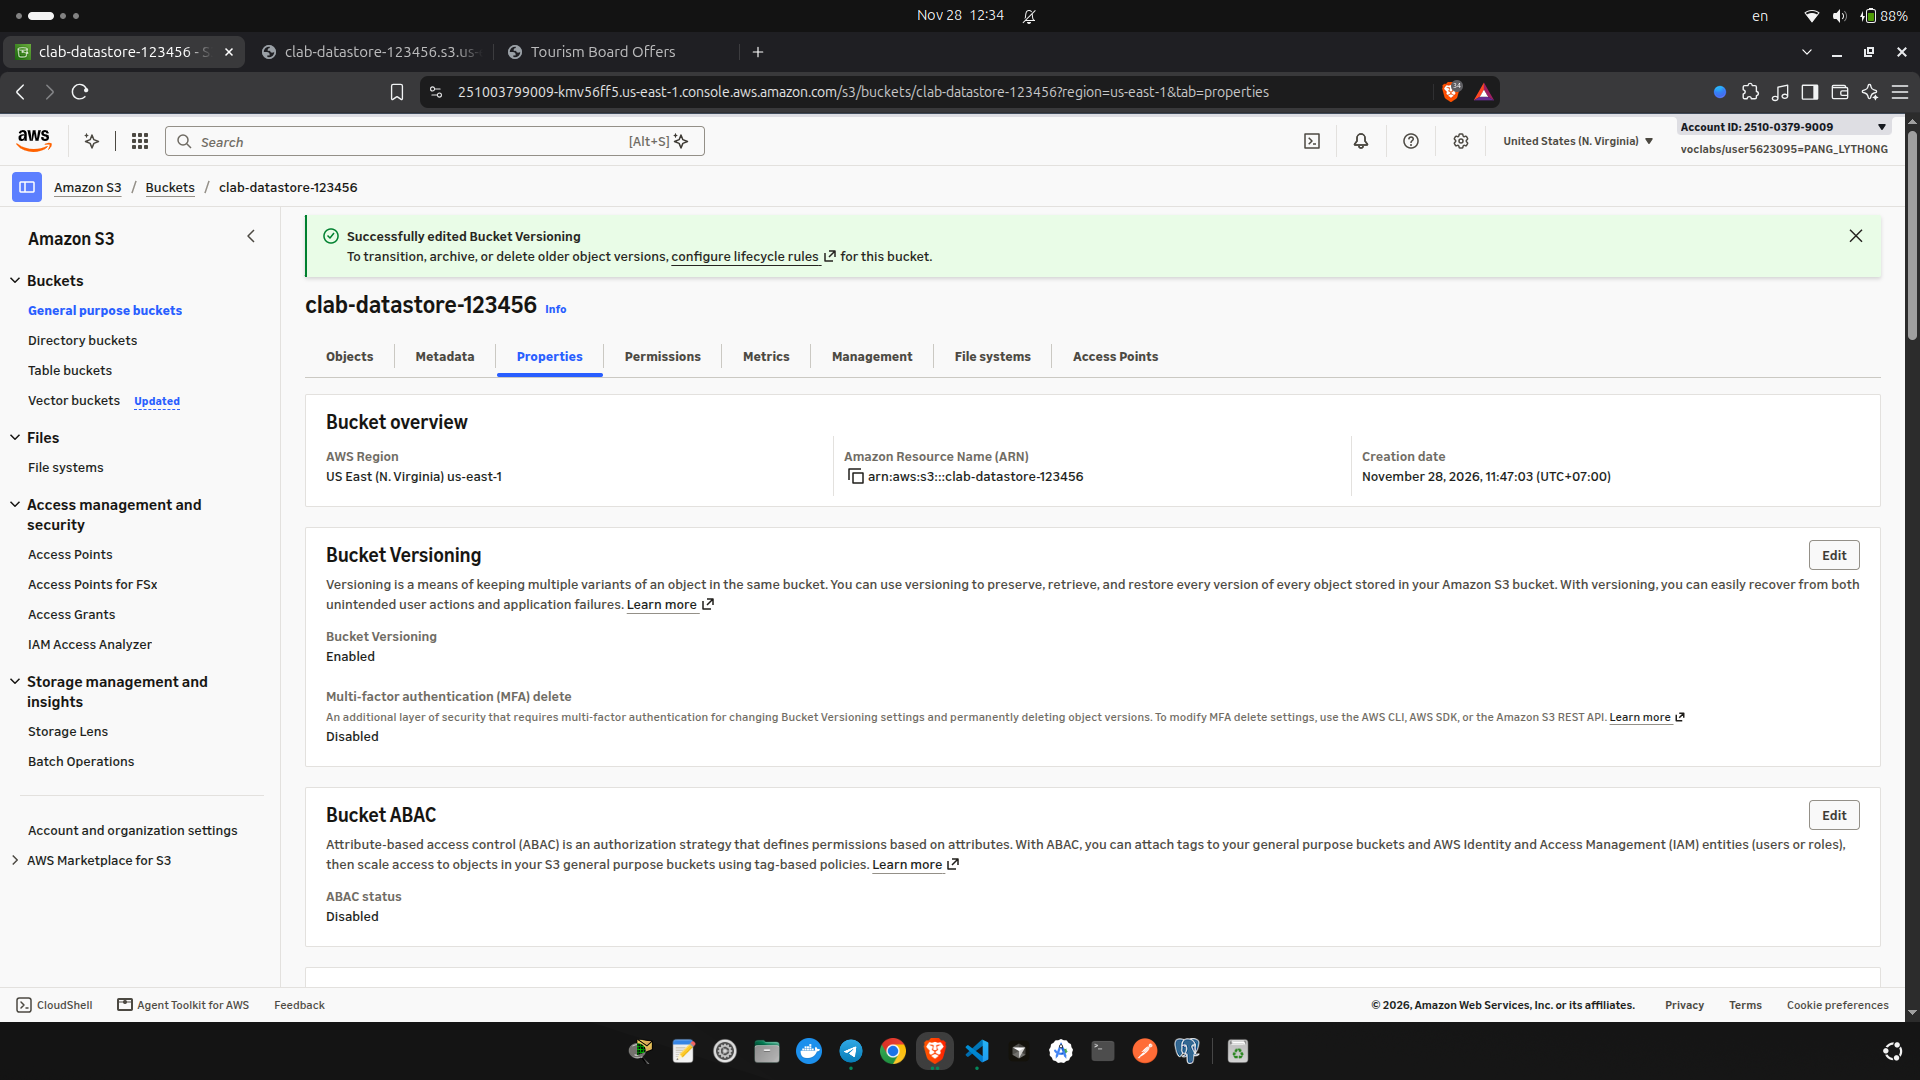 Nov 28 12:34
en
88%
clab-datastore-123456 - S
clab-datastore-123456.s3.us-
Tourism Board Offers
251003799009-kmv56ff5.us-east-1.console.aws.amazon.com/s3/buckets/clab-datastore-123456?region=us-east-1&tab=properties
34
aws
Search
[Alt+S]
United States (N. Virginia)
Account ID: 2510-0379-9009
voclabs/user5623095=PANG_LYTHONG
Amazon S3 / Buckets / clab-datastore-123456
Amazon S3
Buckets
General purpose buckets
Directory buckets
Table buckets
Vector buckets Updated
Files
File systems
Access management and
security
Access Points
Access Points for FSx
Access Grants
IAM Access Analyzer
Storage management and
insights
Storage Lens
Batch Operations
Account and organization settings
AWS Marketplace for S3
Successfully edited Bucket Versioning
To transition, archive, or delete older object versions, configure lifecycle rules for this bucket.
clab-datastore-123456 Info
Objects
Metadata
Properties
Permissions
Metrics
Management
File systems
Access Points
Bucket overview
AWS Region
US East (N. Virginia) us-east-1
Amazon Resource Name (ARN)
arn:aws:s3:::clab-datastore-123456
Creation date
November 28, 2026, 11:47:03 (UTC+07:00)
Bucket Versioning
Edit
Versioning is a means of keeping multiple variants of an object in the same bucket. You can use versioning to preserve, retrieve, and restore every version of every object stored in your Amazon S3 bucket. With versioning, you can easily recover from both
unintended user actions and application failures. Learn more
Bucket Versioning
Enabled
Multi-factor authentication (MFA) delete
An additional layer of security that requires multi-factor authentication for changing Bucket Versioning settings and permanently deleting object versions. To modify MFA delete settings, use the AWS CLI, AWS SDK, or the Amazon S3 REST API. Learn more
Disabled
Bucket ABAC
Edit
Attribute-based access control (ABAC) is an authorization strategy that defines permissions based on attributes. With ABAC, you can attach tags to your general purpose buckets and AWS Identity and Access Management (IAM) entities (users or roles),
then scale access to objects in your S3 general purpose buckets using tag-based policies. Learn more
ABAC status
Disabled
CloudShell
Agent Toolkit for AWS
Feedback
© 2026, Amazon Web Services, Inc. or its affiliates.
Privacy
Terms
Cookie preferences